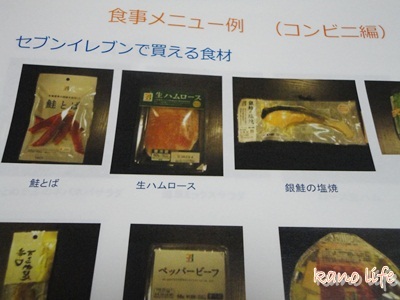 食事メニュー例 （コンビニ編）
セブンイレブンで買える食材
鮭とば
生ハムロース
鮭とば
生ハムロース
銀鮭の塩焼
ペッパービーフ
kano life